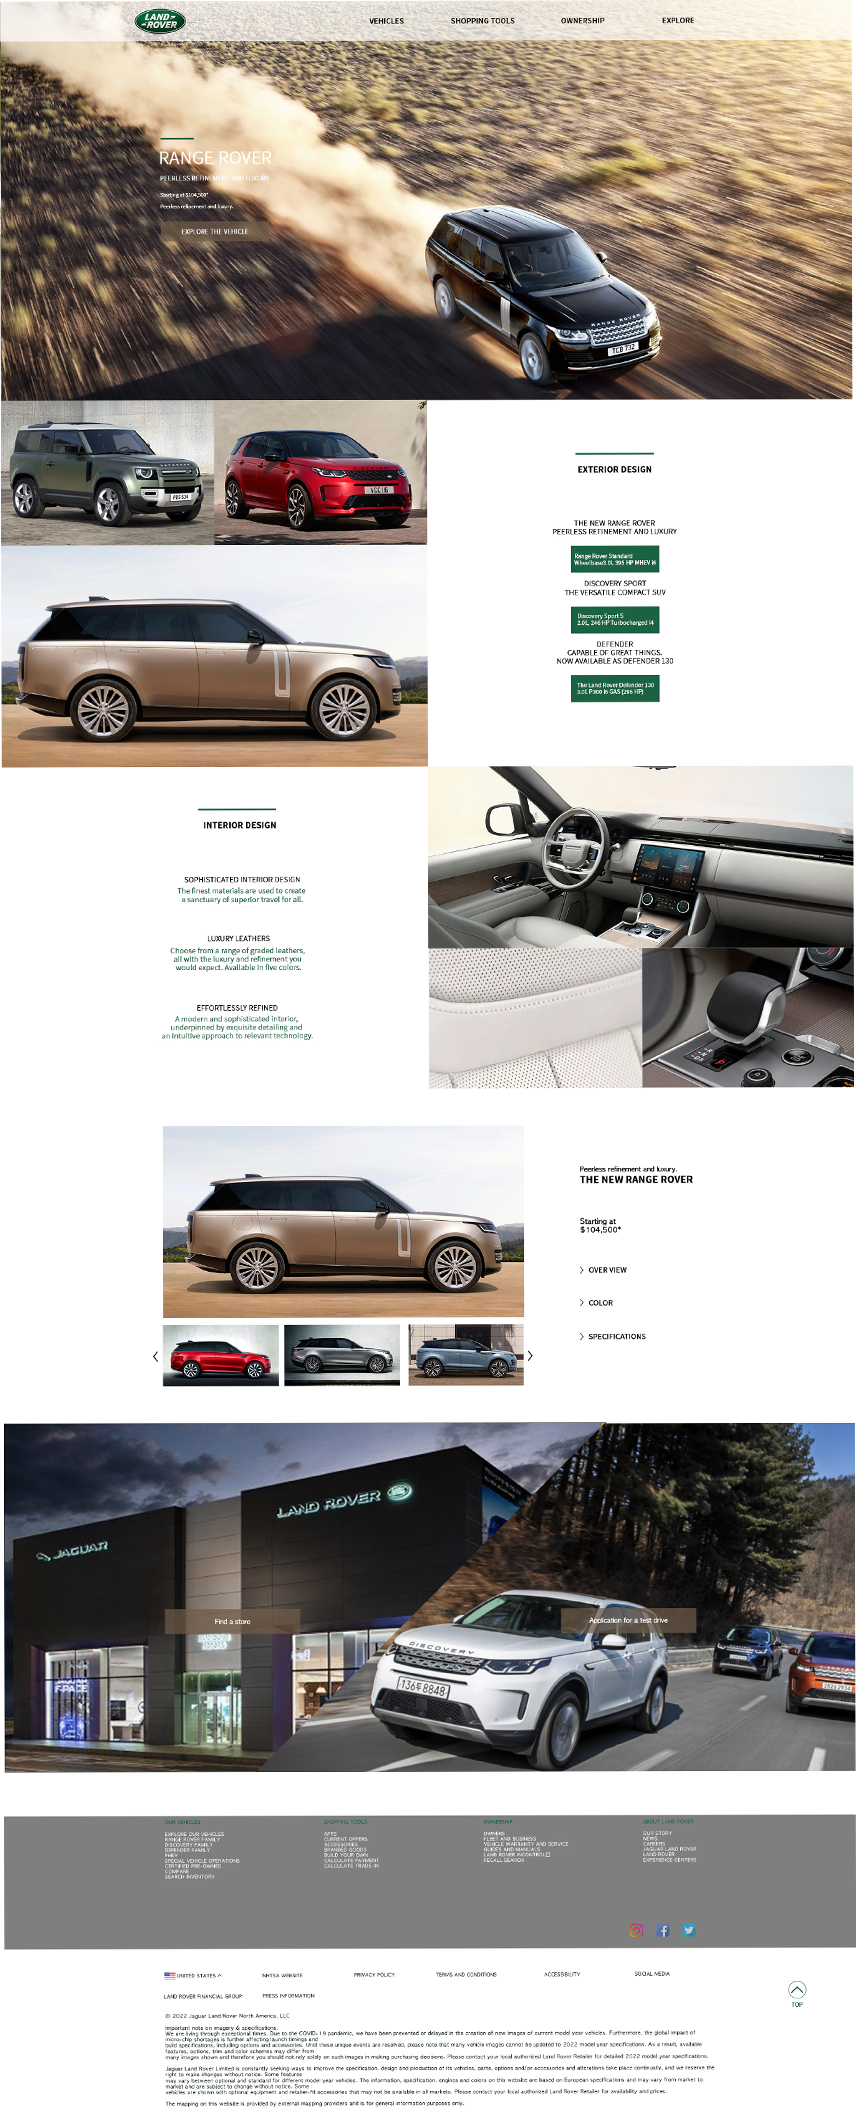 LAND ROVER
VEHICLES
SHOPPING TOOLS
OWNERSHIP
EXPLORE
RANGE ROVER
PEERLESS REFINEMENT AND LUXURY
Starting at $104,500*
Peerless refinement and luxury.
EXPLORE THE VEHICLE
RANGE ROVER
TCB 732
EXTERIOR DESIGN
THE NEW RANGE ROVER
PEERLESS REFINEMENT AND LUXURY
Range Rover Standard
Wheelbase3.0L 395 HP MHEV I6
DISCOVERY SPORT
THE VERSATILE COMPACT SUV
Discovery Sport S
2.0L, 246 HP Turbocharged I4
DEFENDER
CAPABLE OF GREAT THINGS.
NOW AVAILABLE AS DEFENDER 130
The Land Rover Defender 130
3.0L P300 I6 GAS (296 HP)
INTERIOR DESIGN
SOPHISTICATED INTERIOR DESIGN
The finest materials are used to create
a sanctuary of superior travel for all.
LUXURY LEATHERS
Choose from a range of graded leathers,
all with the luxury and refinement you
would expect. Available in five colors.
EFFORTLESSLY REFINED
A modern and sophisticated interior,
underpinned by exquisite detailing and
an intuitive approach to relevant technology.
Peerless refinement and luxury.
THE NEW RANGE ROVER
Starting at
$104,500*
OVER VIEW
COLOR
SPECIFICATIONS
JAGUAR
LAND ROVER
Find a store
Application for a test drive
F-PACE
DISCOVERY
136무 8848
OUR VEHICLES
EXPLORE OUR VEHICLES
RANGE ROVER FAMILY
DISCOVERY FAMILY
DEFENDER FAMILY
PHEV
SPECIAL VEHICLE OPERATIONS
CERTIFIED PRE-OWNED
COMPARE
SEARCH INVENTORY
SHOPPING TOOLS
APPS
CURRENT OFFERS
ACCESSORIES
BRANDED GOODS
BUILD YOUR OWN
CALCULATE PAYMENT
CALCULATE TRADE-IN
OWNERSHIP
OWNERS
FLEET AND BUSINESS
VEHICLE WARRANTY AND SERVICE
GUIDES AND MANUALS
LAND ROVER INCONTROL
RECALL SEARCH
ABOUT LAND ROVER
OUR STORY
NEWS
CAREERS
JAGUAR LAND ROVER
LAND ROVER
EXPERIENCE CENTERS
UNITED STATES
NHTSA WEBSITE
PRIVACY POLICY
TERMS AND CONDITIONS
ACCESSIBILITY
SOCIAL MEDIA
LAND ROVER FINANCIAL GROUP
PRESS INFORMATION
TOP
© 2022 Jaguar Land Rover North America, LLC
Important note on imagery & specifications.
We are living through exceptional times. Due to the COVID-19 pandemic, we have been prevented or delayed in the creation of new images of current model year vehicles. Furthermore, the global impact of
micro-chip shortages is further affecting launch timings and
build specifications, including options and accessories. Until these unique events are resolved, please note that many vehicle images cannot be updated to 2022 model year specifications. As a result, available
features, options, trim and color schemes may differ from
many images shown and therefore you should not rely solely on such images in making purchasing decisions. Please contact your local authorized Land Rover Retailer for detailed 2022 model year specifications.
Jaguar Land Rover Limited is constantly seeking ways to improve the specification, design and production of its vehicles, parts, options and/or accessories and alterations take place continually, and we reserve the
right to make changes without notice. Some features
may vary between optional and standard for different model year vehicles. The information, specification, engines and colors on this website are based on European specifications and may vary from market to
market and are subject to change without notice. Some
vehicles are shown with optional equipment and retailer-fit accessories that may not be available in all markets. Please contact your local authorized Land Rover Retailer for availability and prices.
The mapping on this website is provided by external mapping providers and is for general information purposes only.